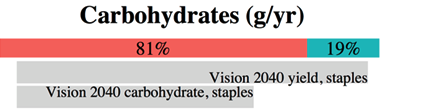 Carbohydrates (g/yr)
81% 19%
Vision 2040 yield, staples
Vision 2040 carbohydrate, staples